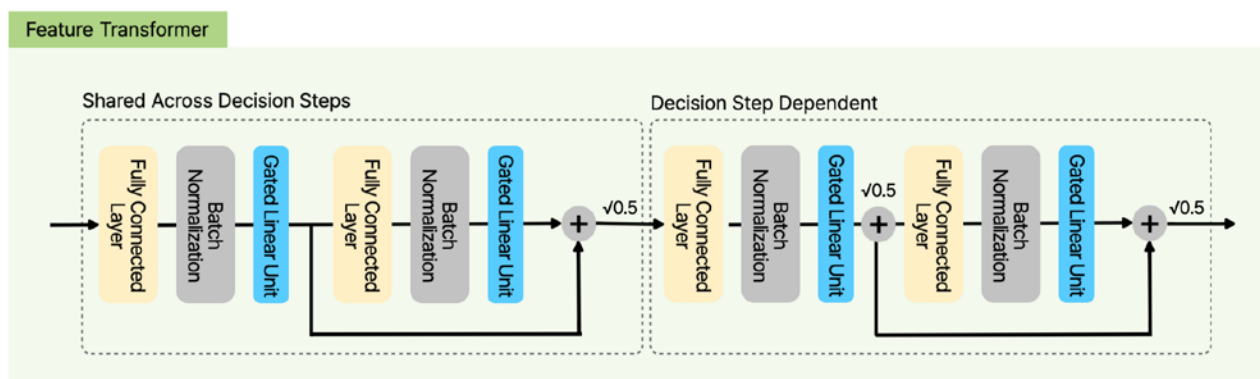 Feature Transformer
Shared Across Decision Steps
Decision Step Dependent
Fully Connected
Layer
Batch
Normalization
Gated Linear Unit
Fully Connected
Layer
Batch
Normalization
Gated Linear Unit
+
√0.5
Fully Connected
Layer
Batch
Normalization
Gated Linear Unit
√0.5
+
Fully Connected
Layer
Batch
Normalization
Gated Linear Unit
+
√0.5